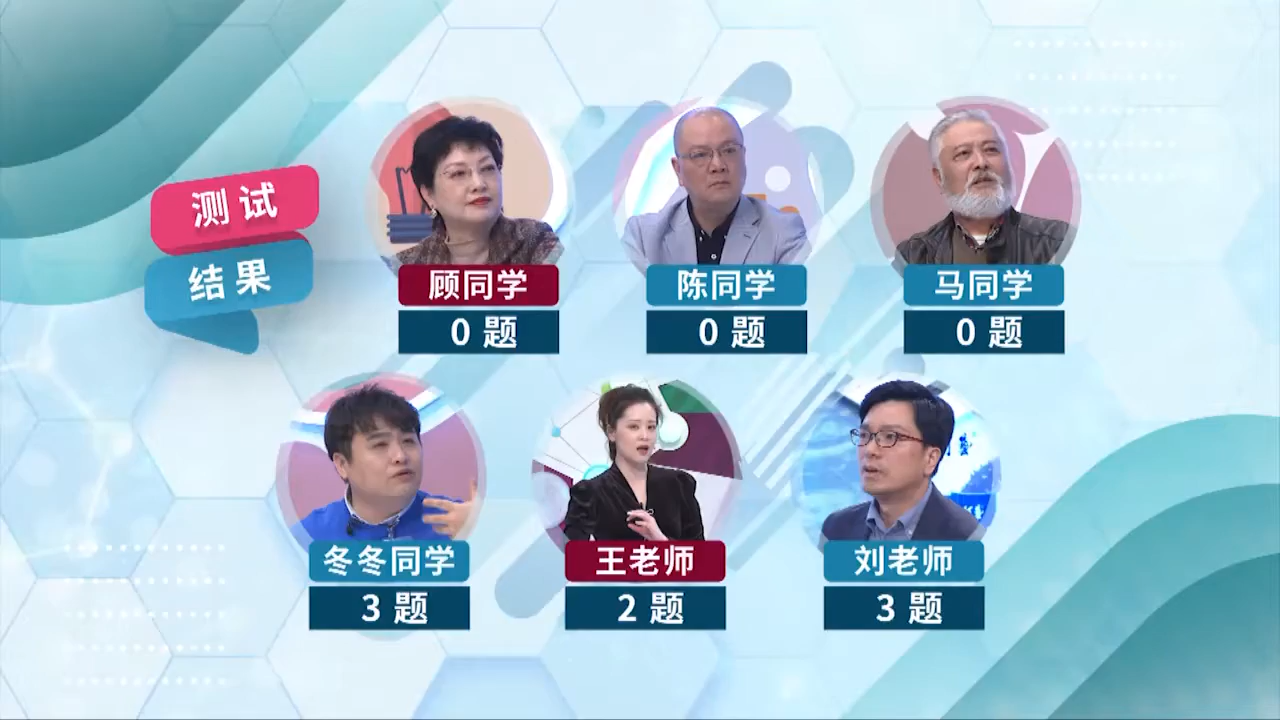 测试
结果
顾同学
0 题
陈同学
0 题
马同学
0 题
冬冬同学
3 题
王老师
2 题
刘老师
3 题